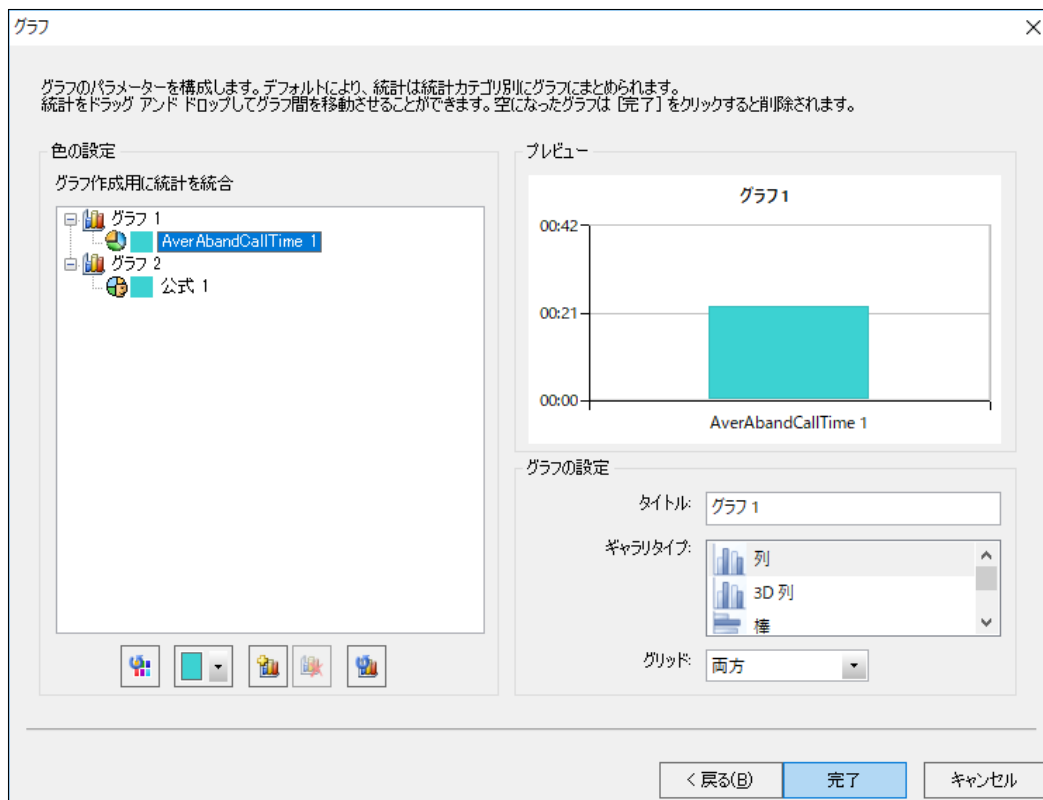 グラフ
グラフのパラメーターを構成します。デフォルトにより、統計は統計カテゴリ別にグラフにまとめられます。
統計をドラッグ アンド ドロップしてグラフ間を移動させることができます。空になったグラフは [完了] をクリックすると削除されます。
色の設定
グラフ作成用に統計を統合
グラフ 1
AverAbandCallTime 1
グラフ 2
公式 1
プレビュー
グラフ1
00:42
00:21
00:00
AverAbandCallTime 1
グラフの設定
タイトル: グラフ 1
ギャラリタイプ: 列
3D 列
棒
グリッド: 両方
< 戻る(B)
完了
キャンセル